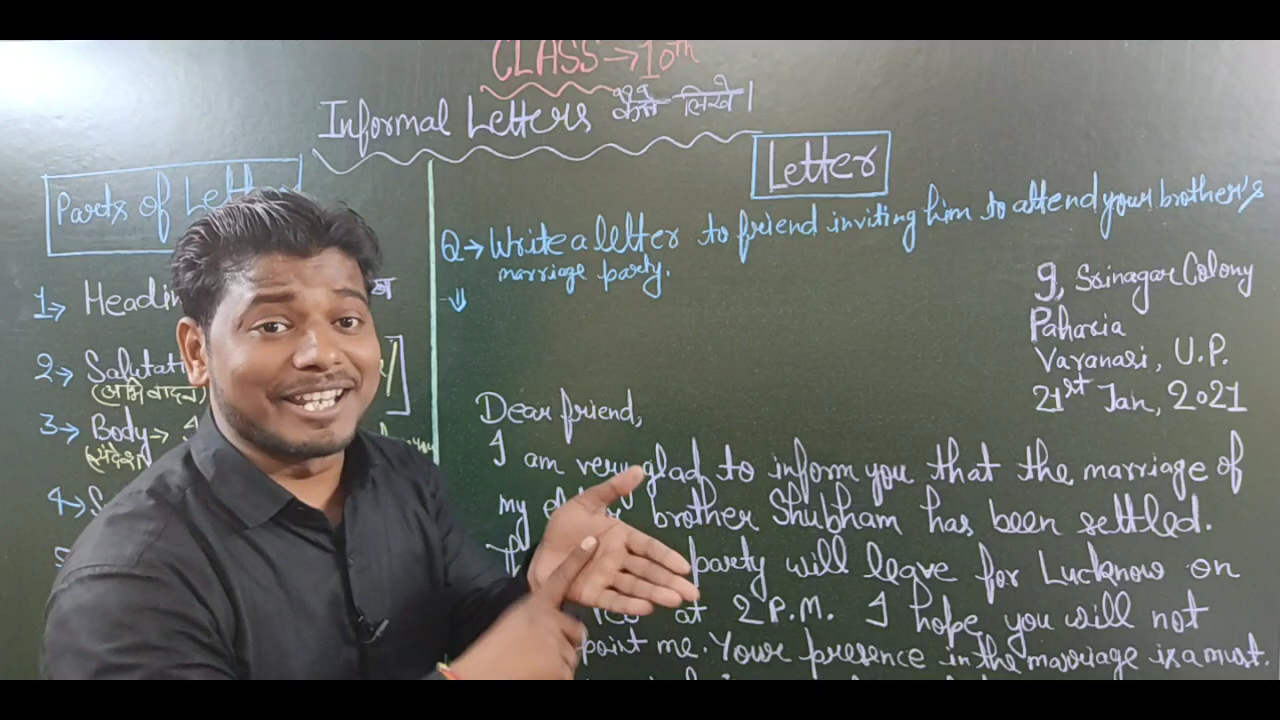 CLASS → 10th
Informal Letters कैसे लिखें।
Parts of
Letter
1→ Headin
2→ Salutati
(अभिवादन)
3→ Body→
4→
Q→ Write a letter to friend inviting him to attend your brother's
marriage party.
9, Srinagar Colony
Paharia
Varanasi, U.P.
21st Jan, 2021
Dear friend,
I am very glad to inform you that the marriage of
my brother Shubham has been settled.
party will leave for Lucknow on
at 2 P.M. I hope you will not
point me. Your presence in the marriage is a must.